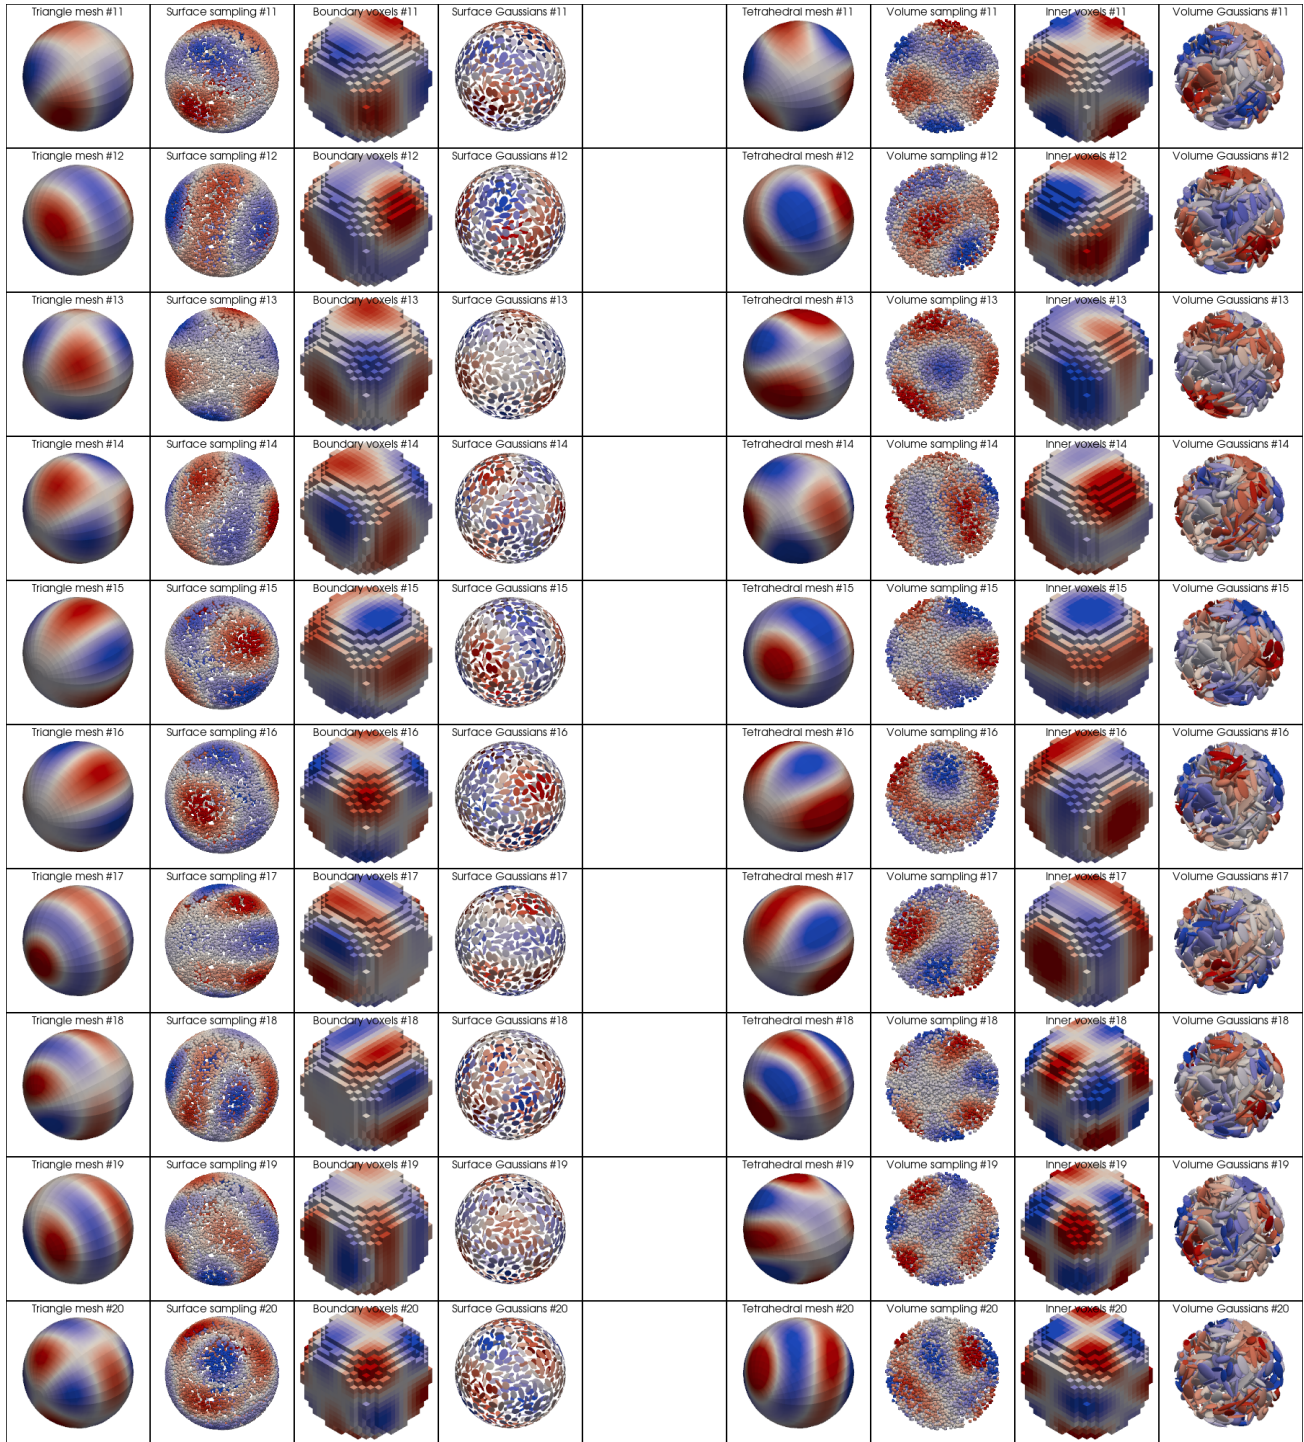 Triangle mesh #11 Surface sampling #11 Boundary voxels #11 Surface Gaussians #11 Tetrahedral mesh #11 Volume sampling #11 Inner voxels #11 Volume Gaussians #11
Triangle mesh #12 Surface sampling #12 Boundary voxels #12 Surface Gaussians #12 Tetrahedral mesh #12 Volume sampling #12 Inner voxels #12 Volume Gaussians #12
Triangle mesh #13 Surface sampling #13 Boundary voxels #13 Surface Gaussians #13 Tetrahedral mesh #13 Volume sampling #13 Inner voxels #13 Volume Gaussians #13
Triangle mesh #14 Surface sampling #14 Boundary voxels #14 Surface Gaussians #14 Tetrahedral mesh #14 Volume sampling #14 Inner voxels #14 Volume Gaussians #14
Triangle mesh #15 Surface sampling #15 Boundary voxels #15 Surface Gaussians #15 Tetrahedral mesh #15 Volume sampling #15 Inner voxels #15 Volume Gaussians #15
Triangle mesh #16 Surface sampling #16 Boundary voxels #16 Surface Gaussians #16 Tetrahedral mesh #16 Volume sampling #16 Inner voxels #16 Volume Gaussians #16
Triangle mesh #17 Surface sampling #17 Boundary voxels #17 Surface Gaussians #17 Tetrahedral mesh #17 Volume sampling #17 Inner voxels #17 Volume Gaussians #17
Triangle mesh #18 Surface sampling #18 Boundary voxels #18 Surface Gaussians #18 Tetrahedral mesh #18 Volume sampling #18 Inner voxels #18 Volume Gaussians #18
Triangle mesh #19 Surface sampling #19 Boundary voxels #19 Surface Gaussians #19 Tetrahedral mesh #19 Volume sampling #19 Inner voxels #19 Volume Gaussians #19
Triangle mesh #20 Surface sampling #20 Boundary voxels #20 Surface Gaussians #20 Tetrahedral mesh #20 Volume sampling #20 Inner voxels #20 Volume Gaussians #20